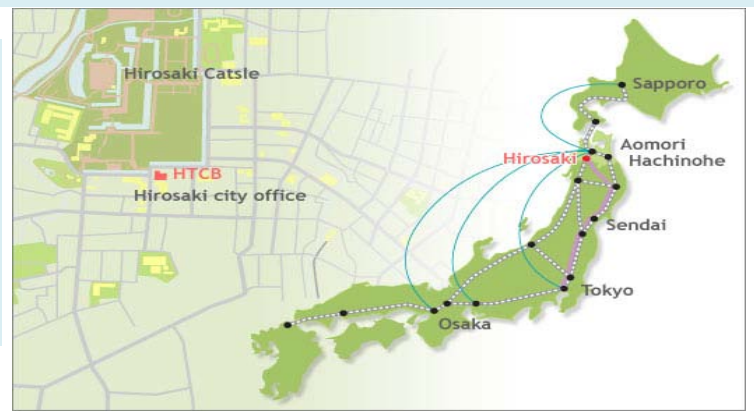 Hirosaki Catsle
HTCB
Hirosaki city office
Sapporo
Aomori
Hachinohe
Hirosaki
Sendai
Tokyo
Osaka